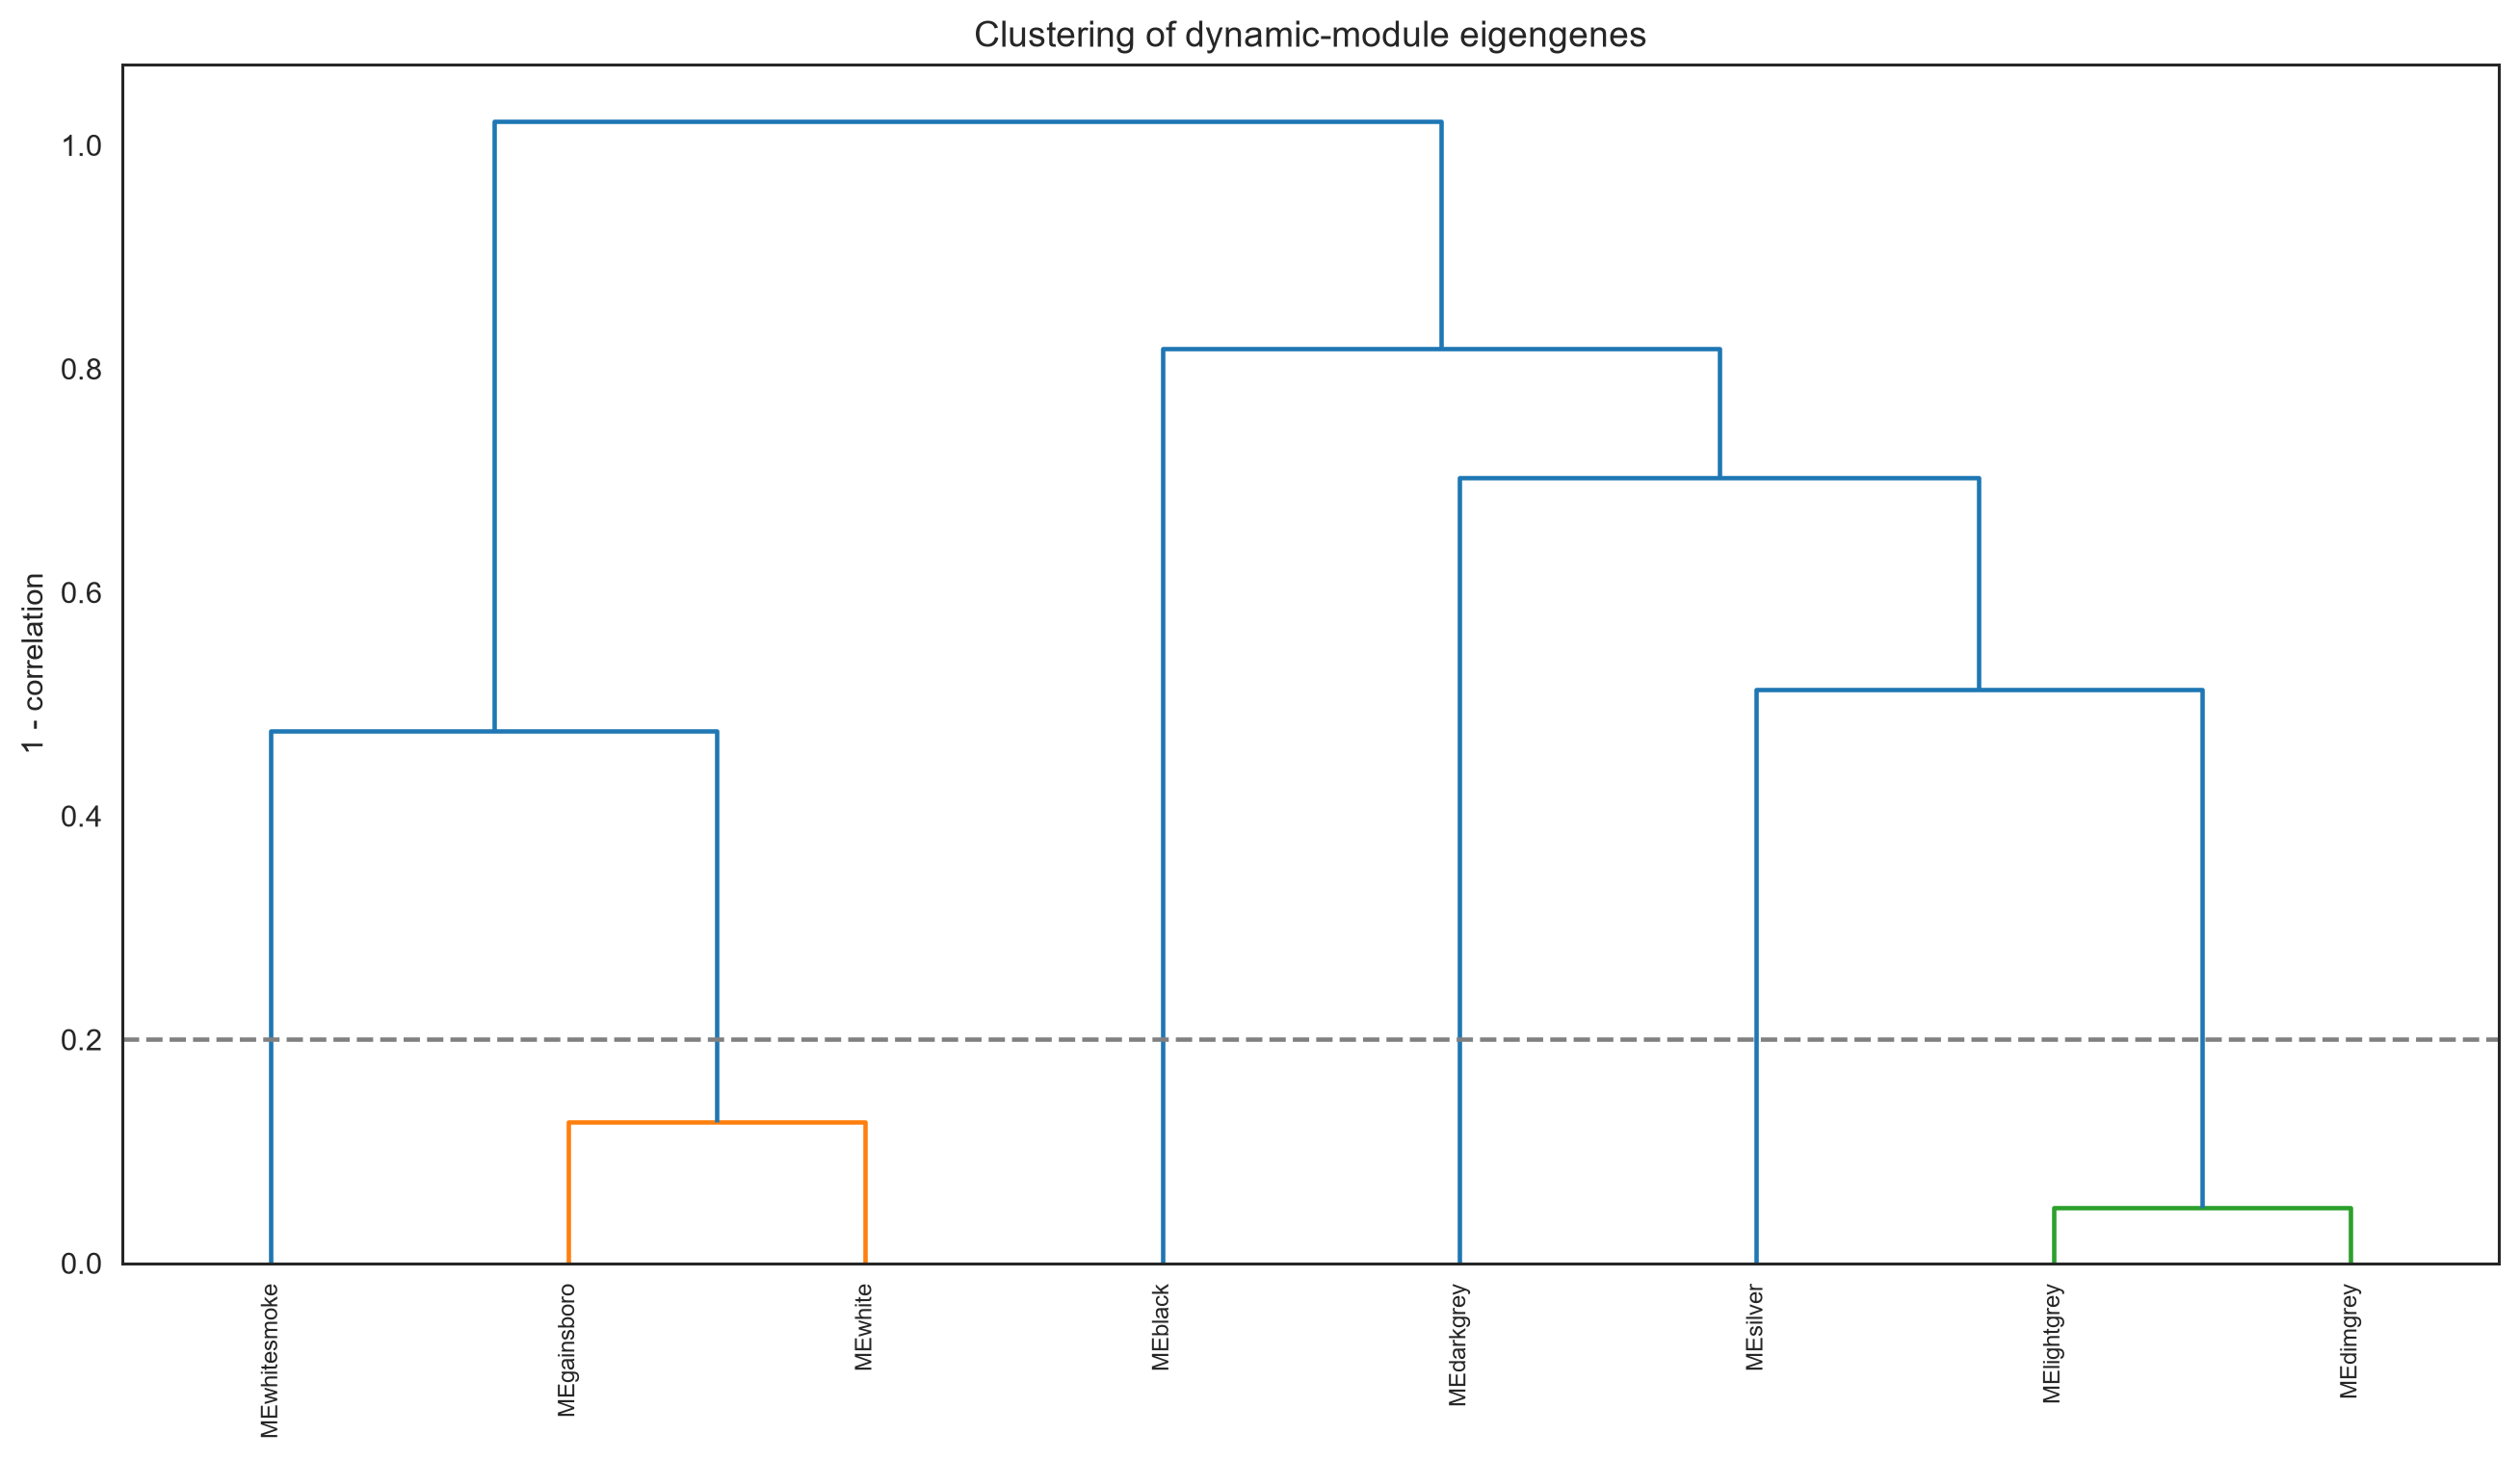 Clustering of dynamic-module eigengenes
1 - correlation
1.0
0.8
0.6
0.4
0.2
0.0
MEwhitesmoke
MEgainsboro
MEwhite
MEblack
MEdarkgrey
MEsilver
MElightgrey
MEdimgrey